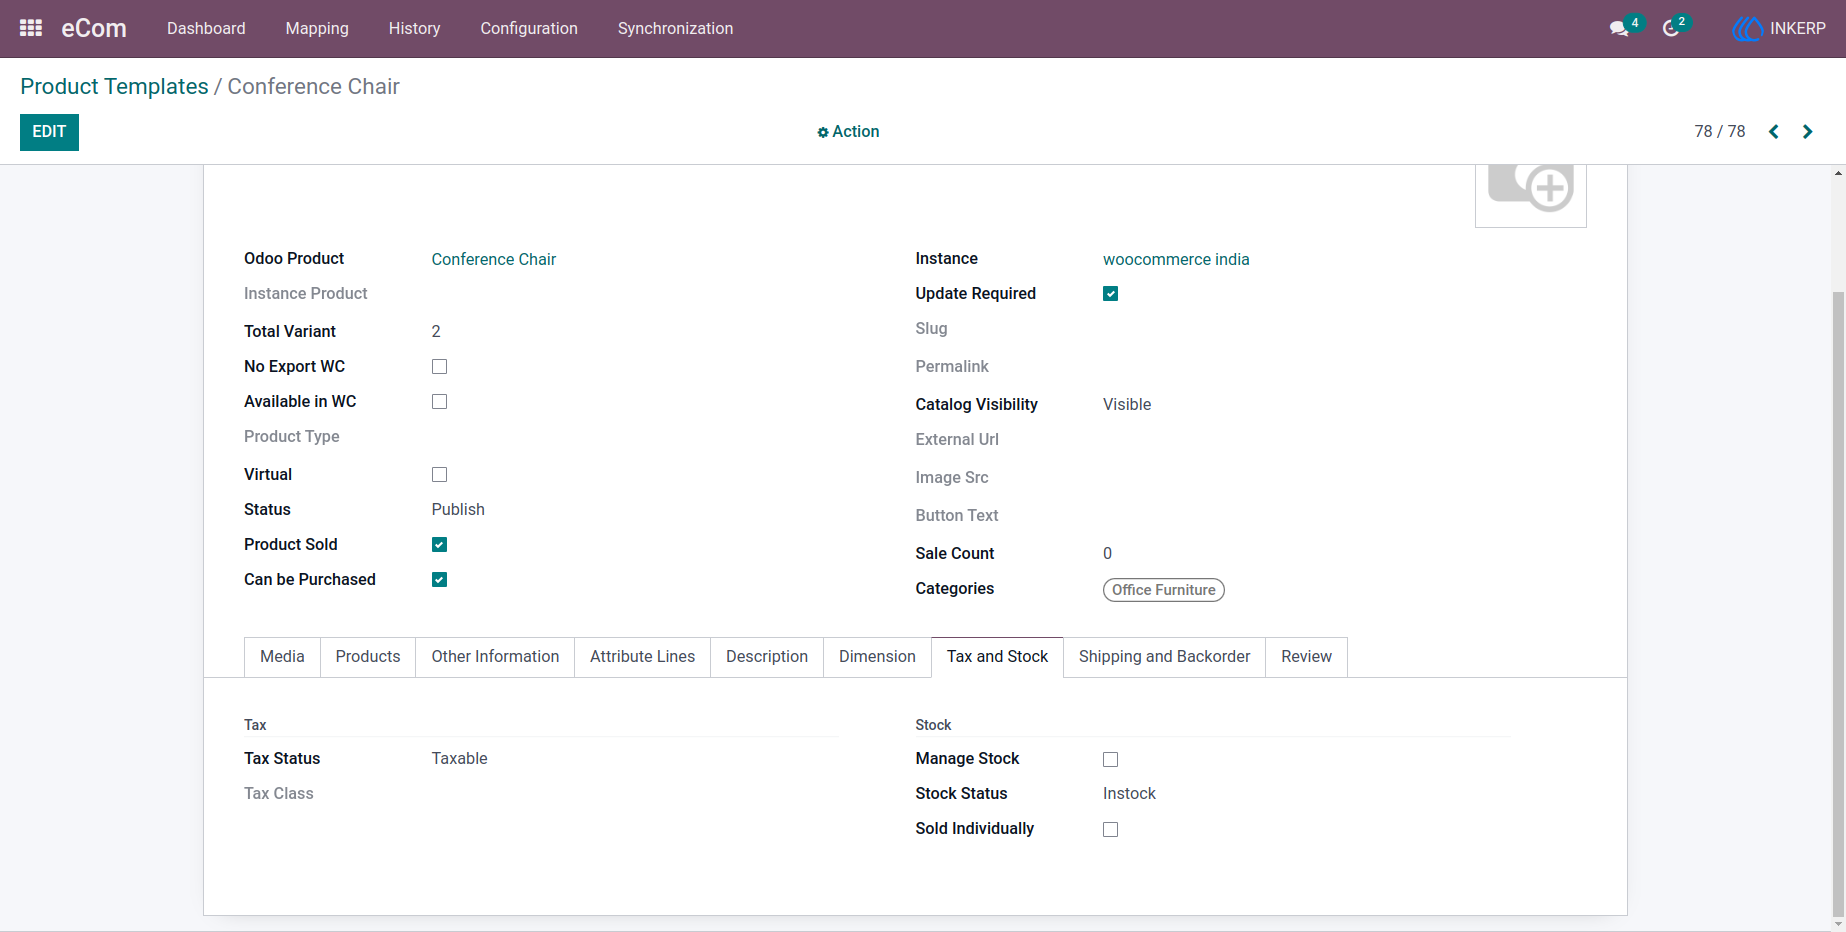 eCom Dashboard Mapping History Configuration Synchronization 4 2 INKERP
Product Templates / Conference Chair
EDIT Action 78 / 78
Odoo Product Conference Chair Instance woocommerce india
Instance Product Update Required
Slug
Total Variant 2
No Export WC Permalink
Available in WC Catalog Visibility Visible
Product Type External Url
Virtual Image Src
Status Publish Button Text
Product Sold Sale Count 0
Can be Purchased Categories Office Furniture
Media Products Other Information Attribute Lines Description Dimension Tax and Stock Shipping and Backorder Review
Tax Stock
Tax Status Taxable Manage Stock
Tax Class Stock Status Instock
Sold Individually